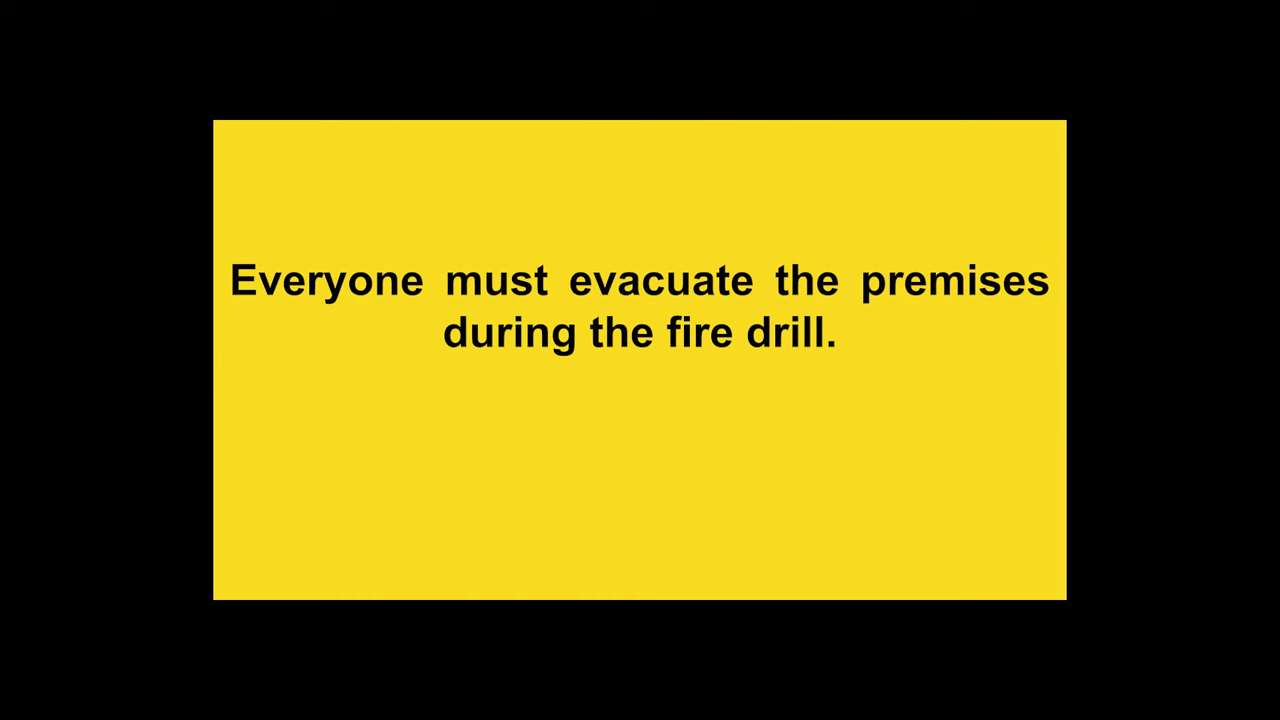 Everyone must evacuate the premises
during the fire drill.